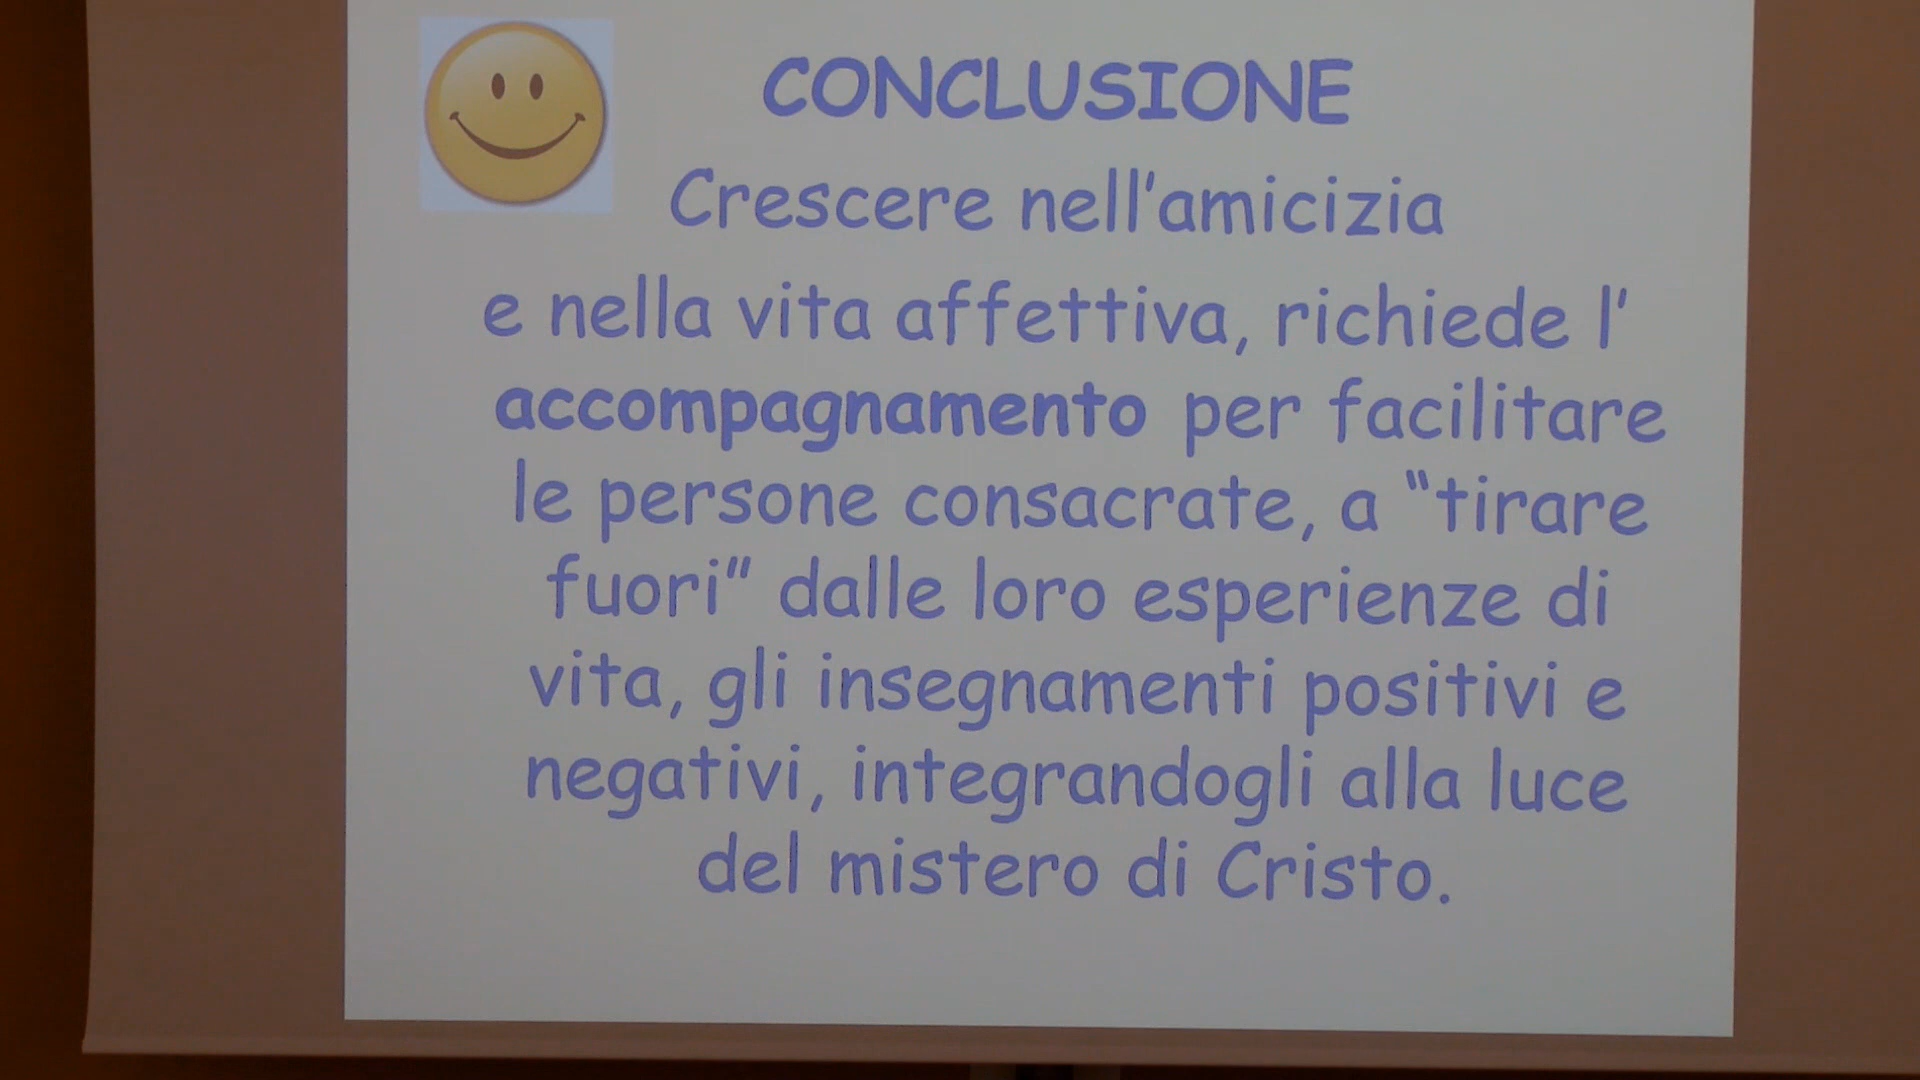 CONCLUSIONE
Crescere nell'amicizia
e nella vita affettiva, richiede l'
accompagnamento per facilitare
le persone consacrate, a “tirare
fuori” dalle loro esperienze di
vita, gli insegnamenti positivi e
negativi, integrandogli alla luce
del mistero di Cristo.